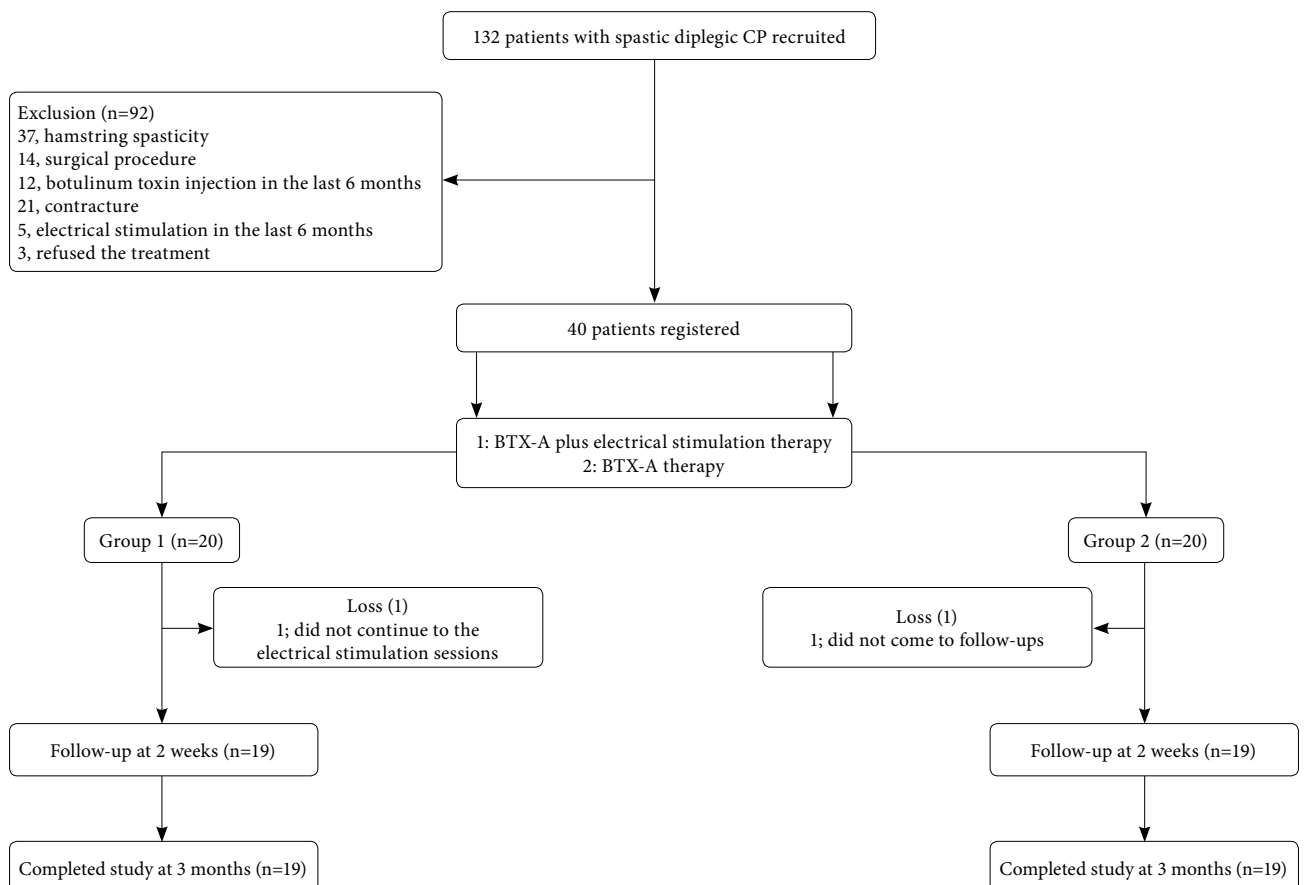 132 patients with spastic diplegic CP recruited
Exclusion (n=92)
37, hamstring spasticity
14, surgical procedure
12, botulinum toxin injection in the last 6 months
21, contracture
5, electrical stimulation in the last 6 months
3, refused the treatment
40 patients registered
1: BTX-A plus electrical stimulation therapy
2: BTX-A therapy
Group 1 (n=20)
Group 2 (n=20)
Loss (1)
1; did not continue to the
electrical stimulation sessions
Loss (1)
1; did not come to follow-ups
Follow-up at 2 weeks (n=19)
Follow-up at 2 weeks (n=19)
Completed study at 3 months (n=19)
Completed study at 3 months (n=19)